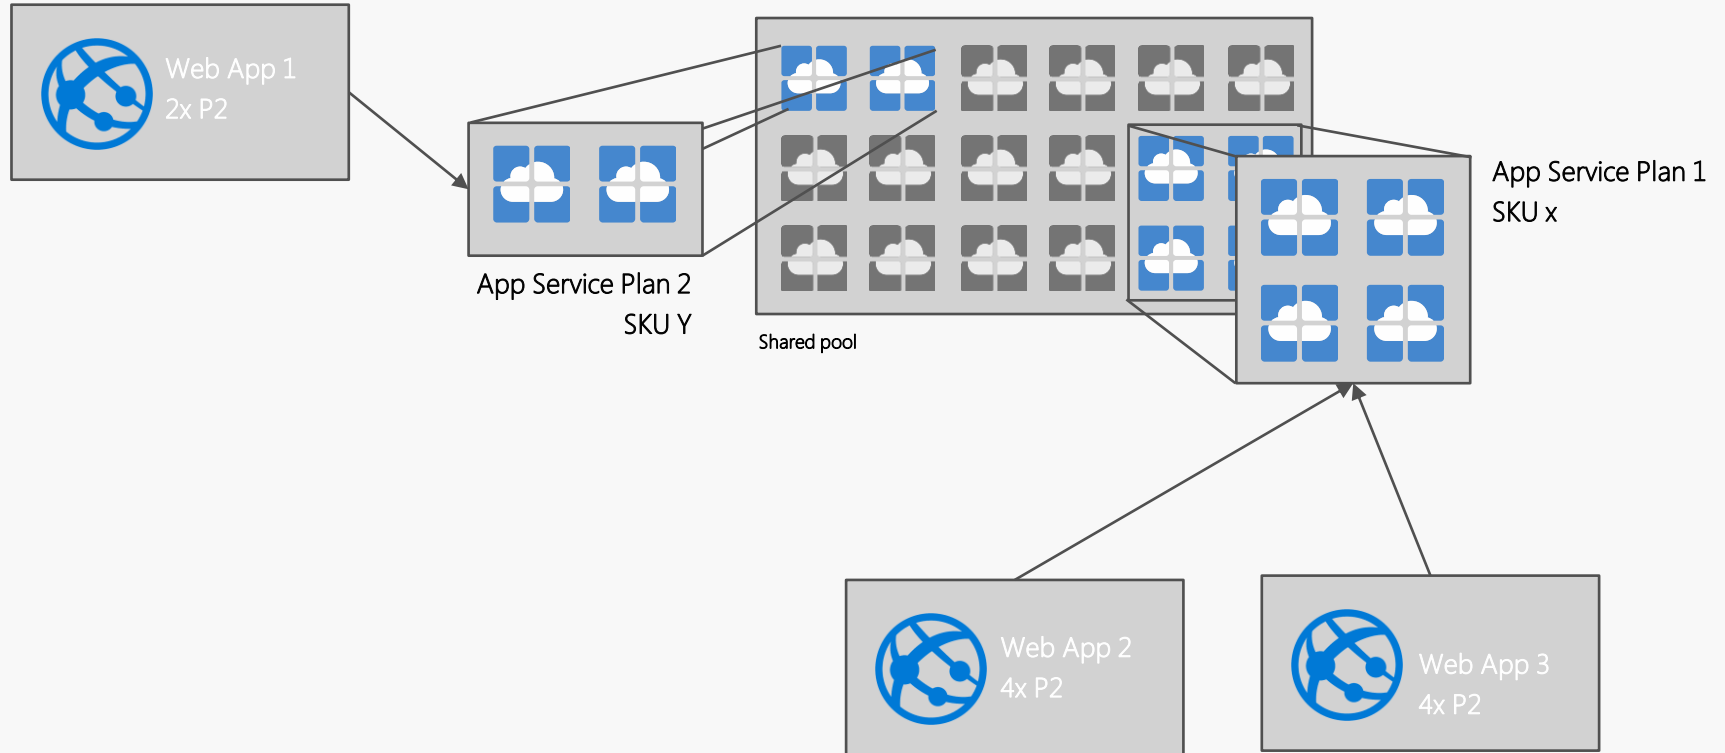 Web App 1
2x P2
App Service Plan 2
SKU Y
Shared pool
App Service Plan 1
SKU x
Web App 2
4x P2
Web App 3
4x P2